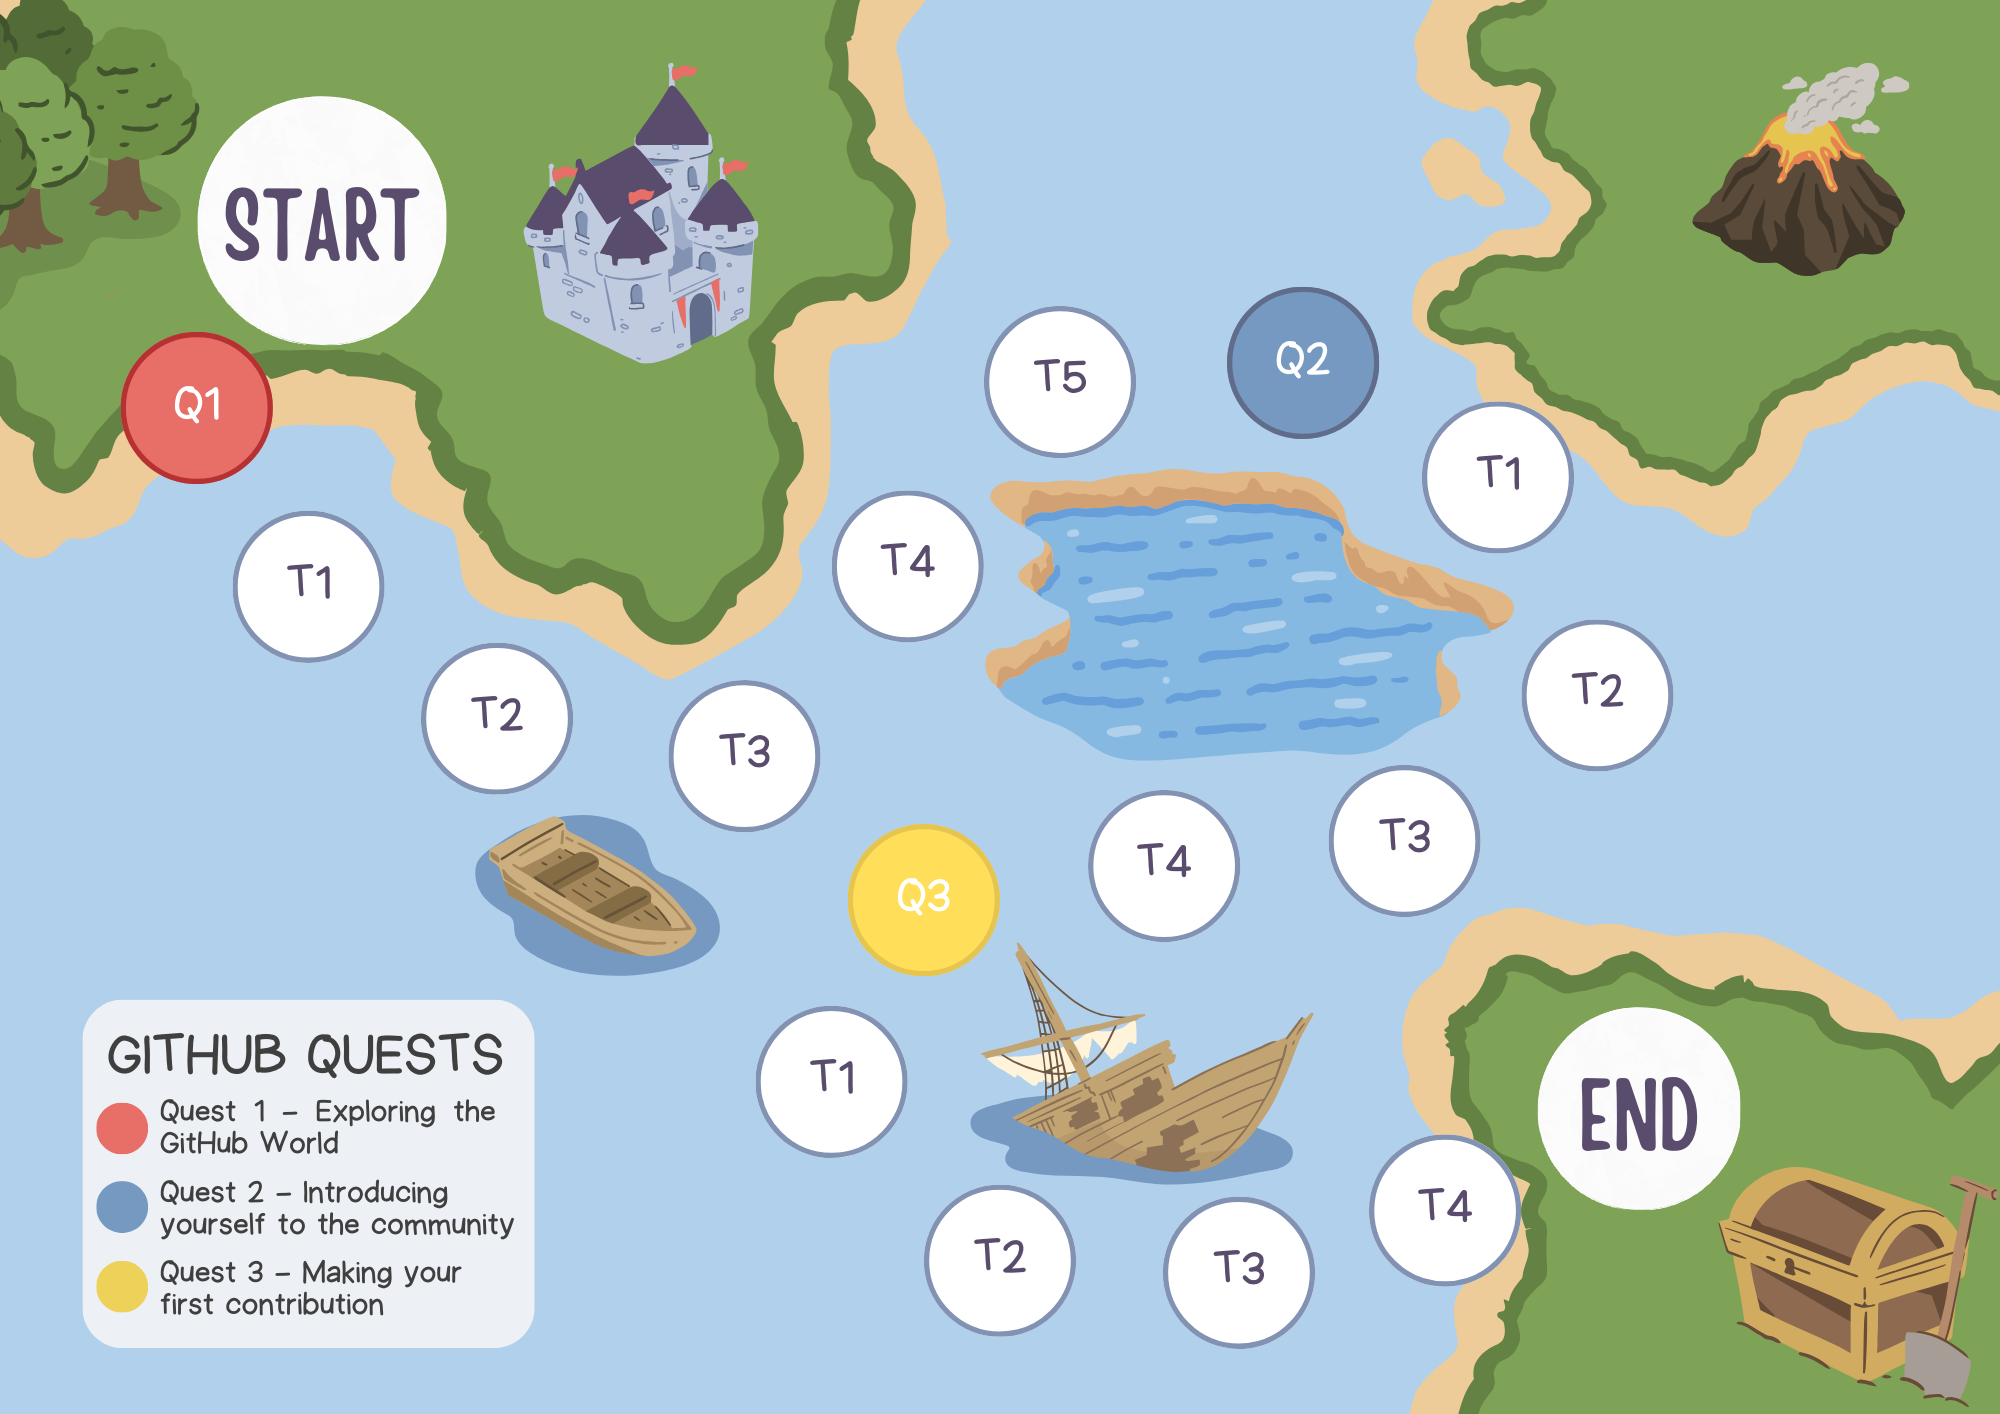 START
Q1
T1
T2
T3
T4
T5
Q2
T1
T2
T3
T4
Q3
T1
T2
T3
T4
END
GITHUB QUESTS
Quest 1 - Exploring the
GitHub World
Quest 2 - Introducing
yourself to the community
Quest 3 - Making your
first contribution